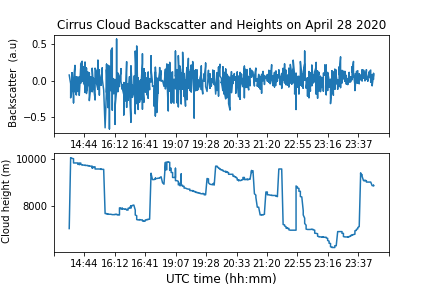 Cirrus Cloud Backscatter and Heights on April 28 2020
Backscatter (a.u)
0.5
0.0
−0.5
14:44 16:12 16:41 19:07 19:28 20:33 21:20 22:55 23:16 23:37
Cloud height (m)
10000
8000
14:44 16:12 16:41 19:07 19:28 20:33 21:20 22:55 23:16 23:37
UTC time (hh:mm)